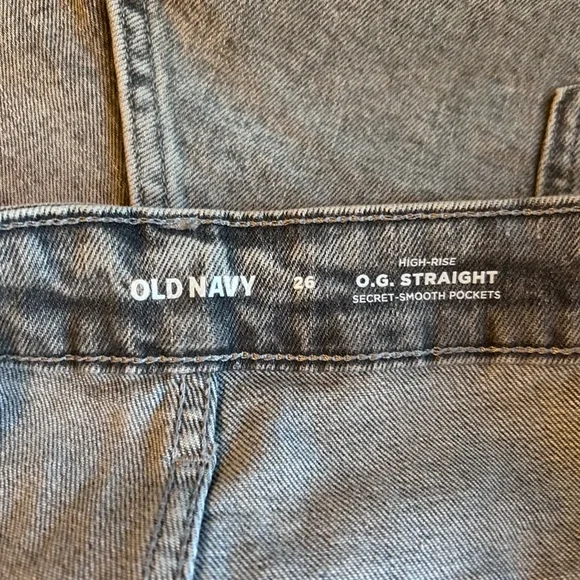 OLD NAVY
26
HIGH-RISE
O.G. STRAIGHT
SECRET-SMOOTH POCKETS